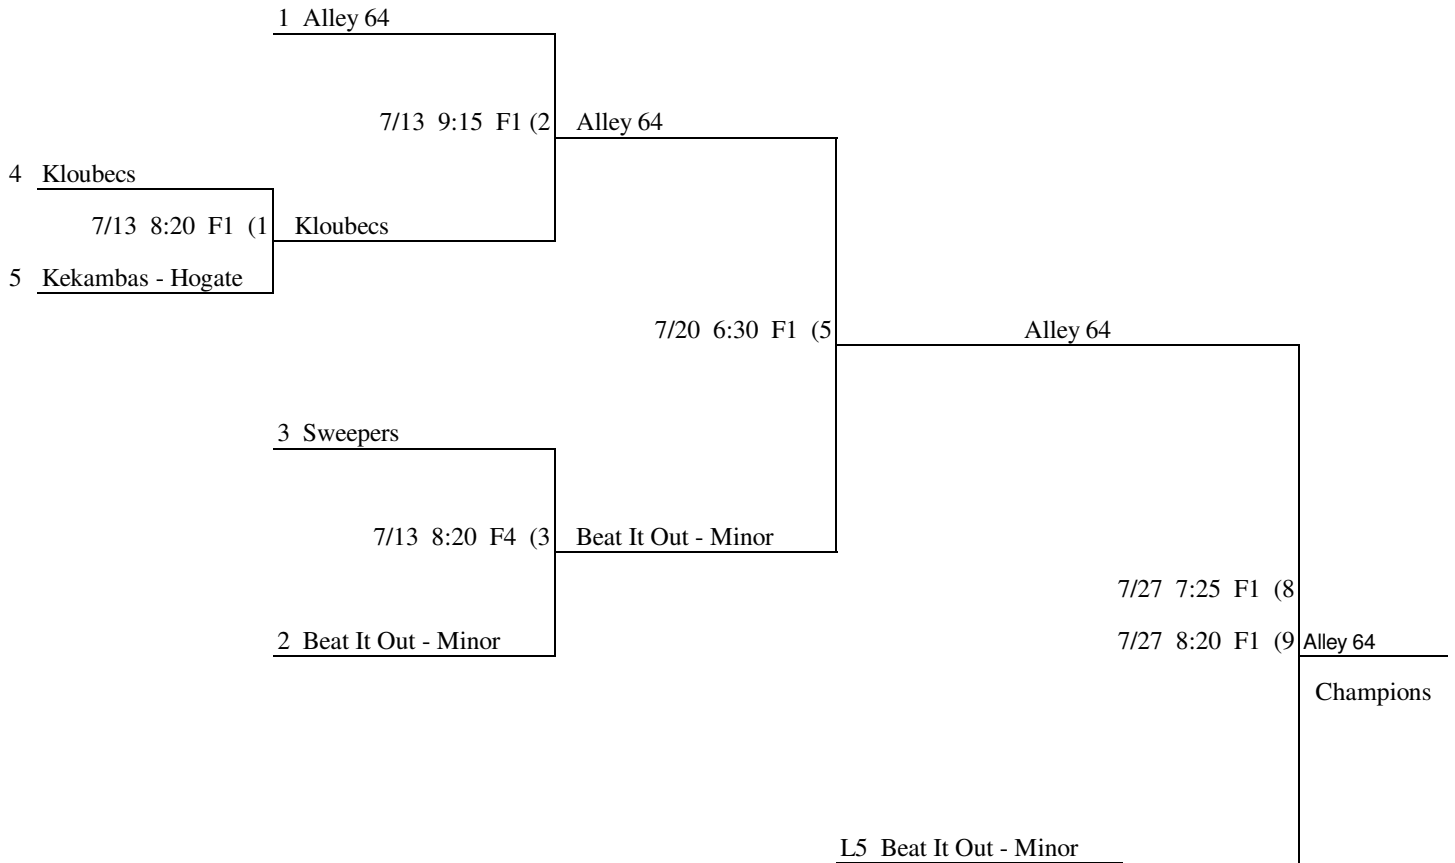 1 Alley 64
7/13 9:15 F1 (2 Alley 64
4 Kloubecs
7/13 8:20 F1 (1 Kloubecs
5 Kekambas - Hogate
7/20 6:30 F1 (5 Alley 64
3 Sweepers
7/13 8:20 F4 (3 Beat It Out - Minor
7/27 7:25 F1 (8
2 Beat It Out - Minor 7/27 8:20 F1 (9 Alley 64
Champions
L5 Beat It Out - Minor